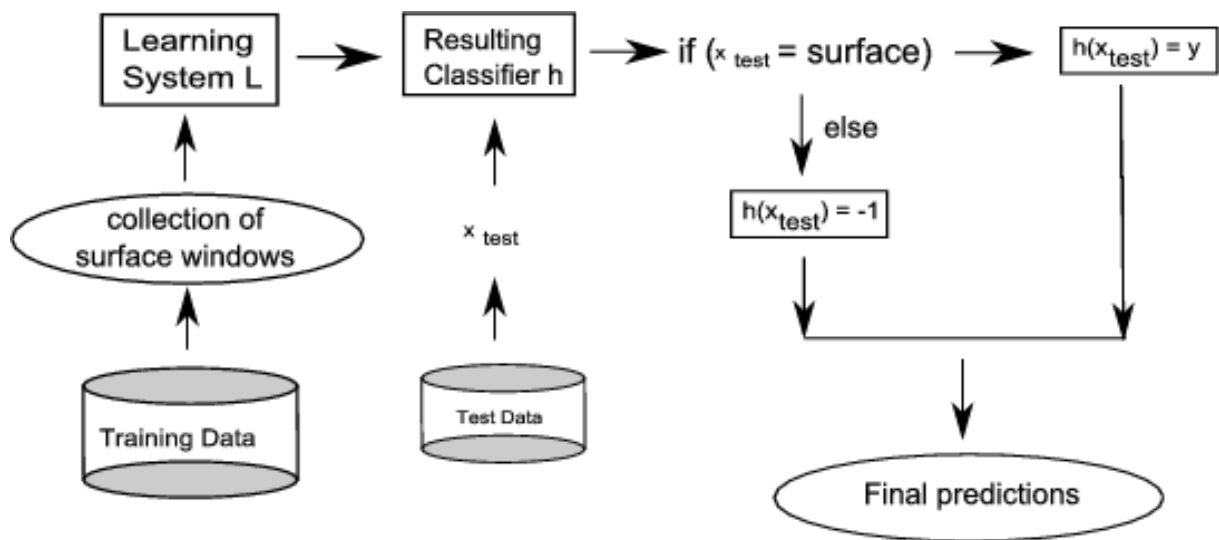 Learning
System L
Resulting
Classifier h
if (x test = surface)
h(xtest) = y
else
collection of
surface windows
x test
h(xtest) = -1
Training Data
Test Data
Final predictions